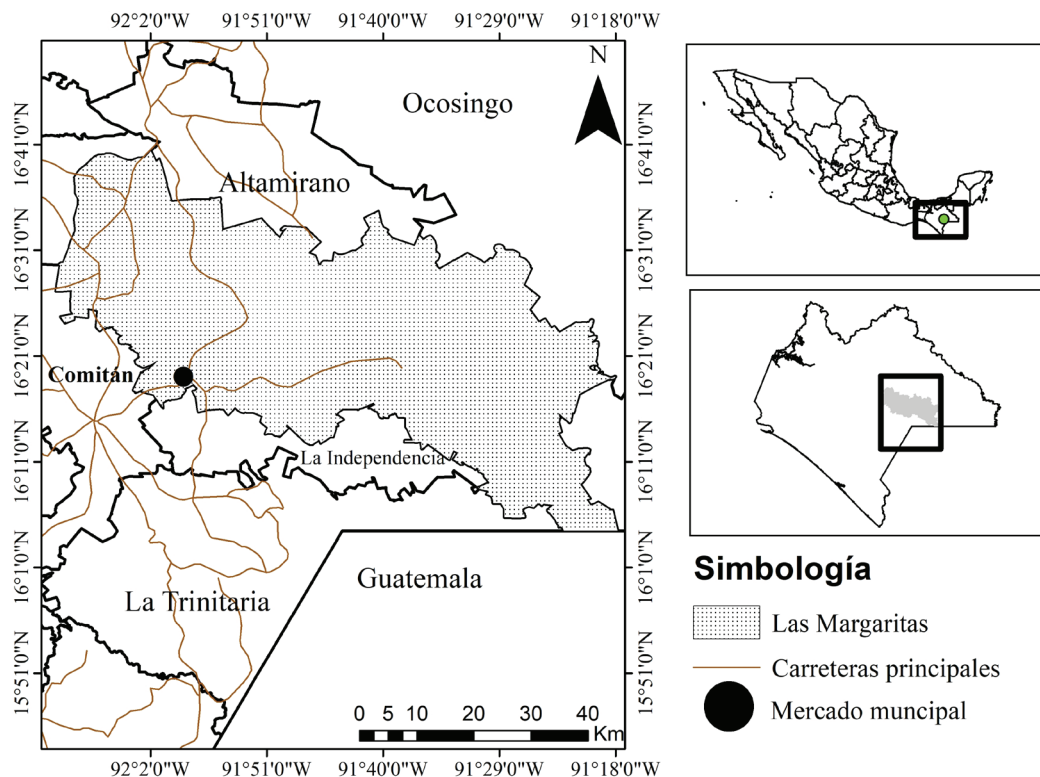 92°2'0"W 91°51'0"W 91°40'0"W 91°29'0"W 91°18'0"W
N
Ocosingo
16°41'0"N
16°41'0"N
Altamirano
16°31'0"N
16°31'0"N
16°21'0"N
16°21'0"N
Comitán
La Independencia
16°11'0"N
16°11'0"N
16°1'0"N
16°1'0"N
Guatemala
La Trinitaria
15°51'0"N
15°51'0"N
0 5 10 20 30 40
Km
92°2'0"W 91°51'0"W 91°40'0"W 91°29'0"W 91°18'0"W
Simbología
Las Margaritas
Carreteras principales
Mercado muncipal